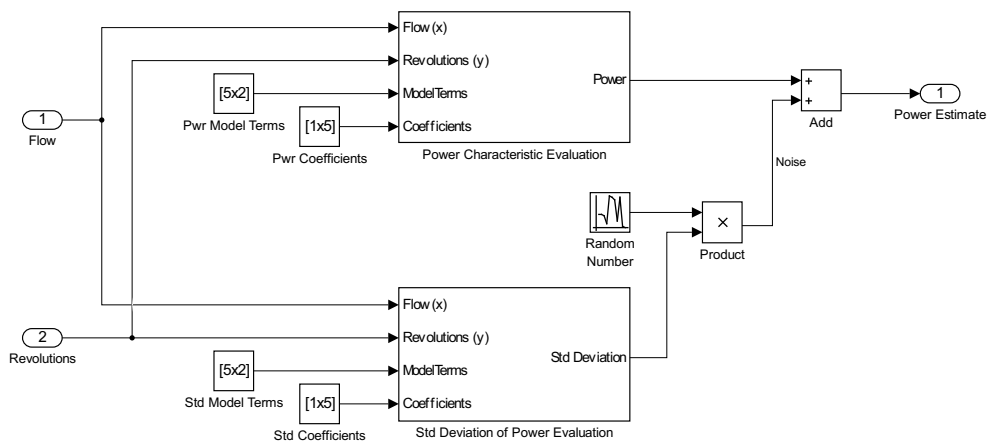 Flow (x)
Revolutions (y)
ModelTerms
Coefficients
Power
Power Characteristic Evaluation
[5x2]
Pwr Model Terms
[1x5]
Pwr Coefficients
1
Flow
+
+
Add
1
Power Estimate
Noise
Random
Number
×
Product
Flow (x)
Revolutions (y)
ModelTerms
Coefficients
Std Deviation
Std Deviation of Power Evaluation
2
Revolutions
[5x2]
Std Model Terms
[1x5]
Std Coefficients